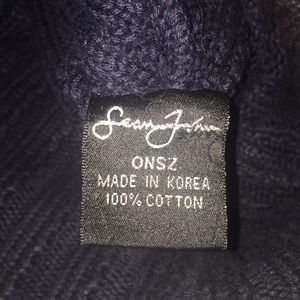 Sean John
ONSZ
MADE IN KOREA
100% COTTON